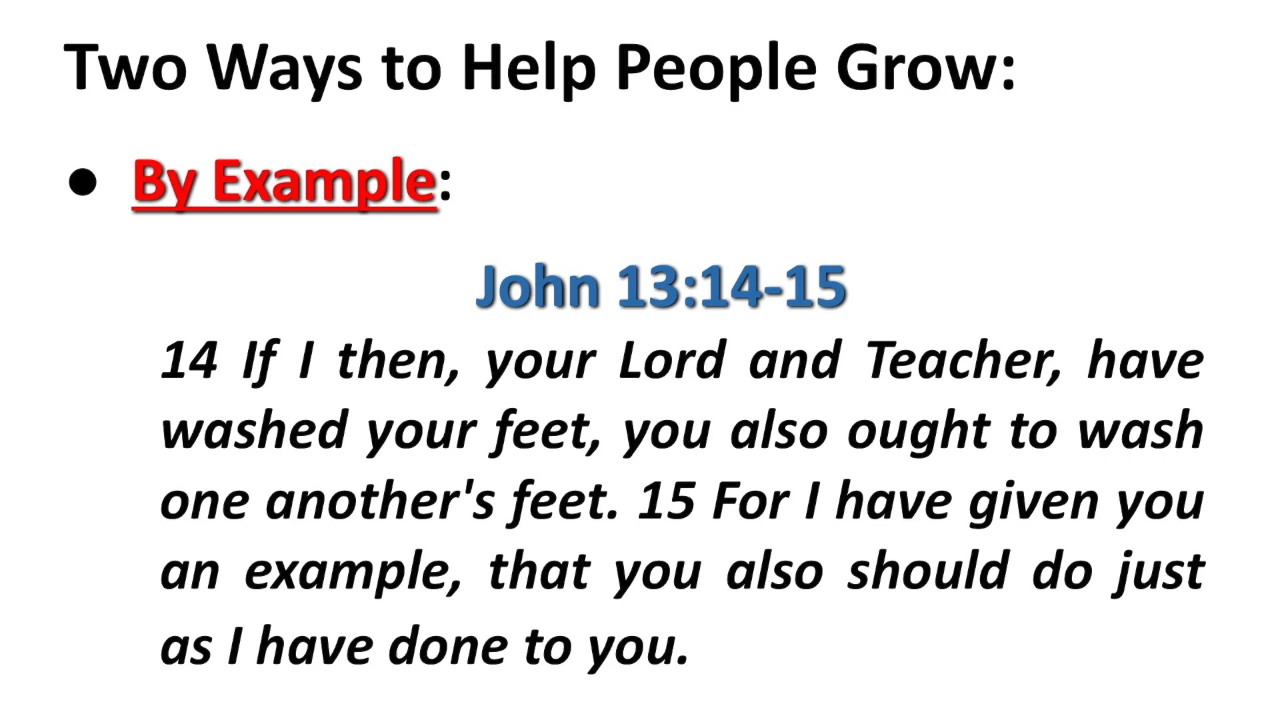 Two Ways to Help People Grow:
● By Example:
John 13:14-15
14 If I then, your Lord and Teacher, have
washed your feet, you also ought to wash
one another's feet. 15 For I have given you
an example, that you also should do just
as I have done to you.